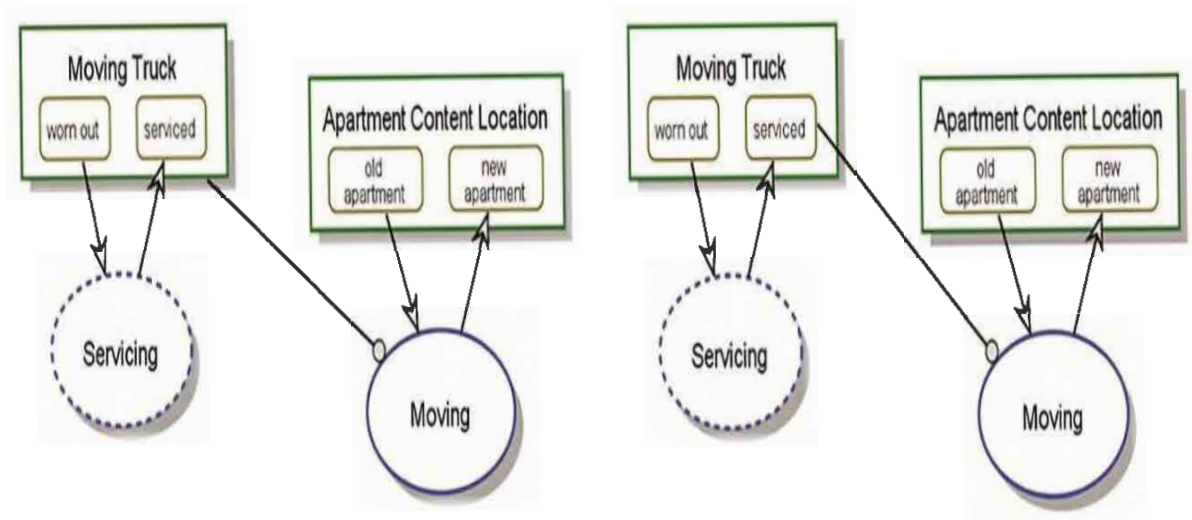 Moving Truck
worn out
serviced
Apartment Content Location
old
apartment
new
apartment
Servicing
Moving
Moving Truck
worn out
serviced
Apartment Content Location
old
apartment
new
apartment
Servicing
Moving